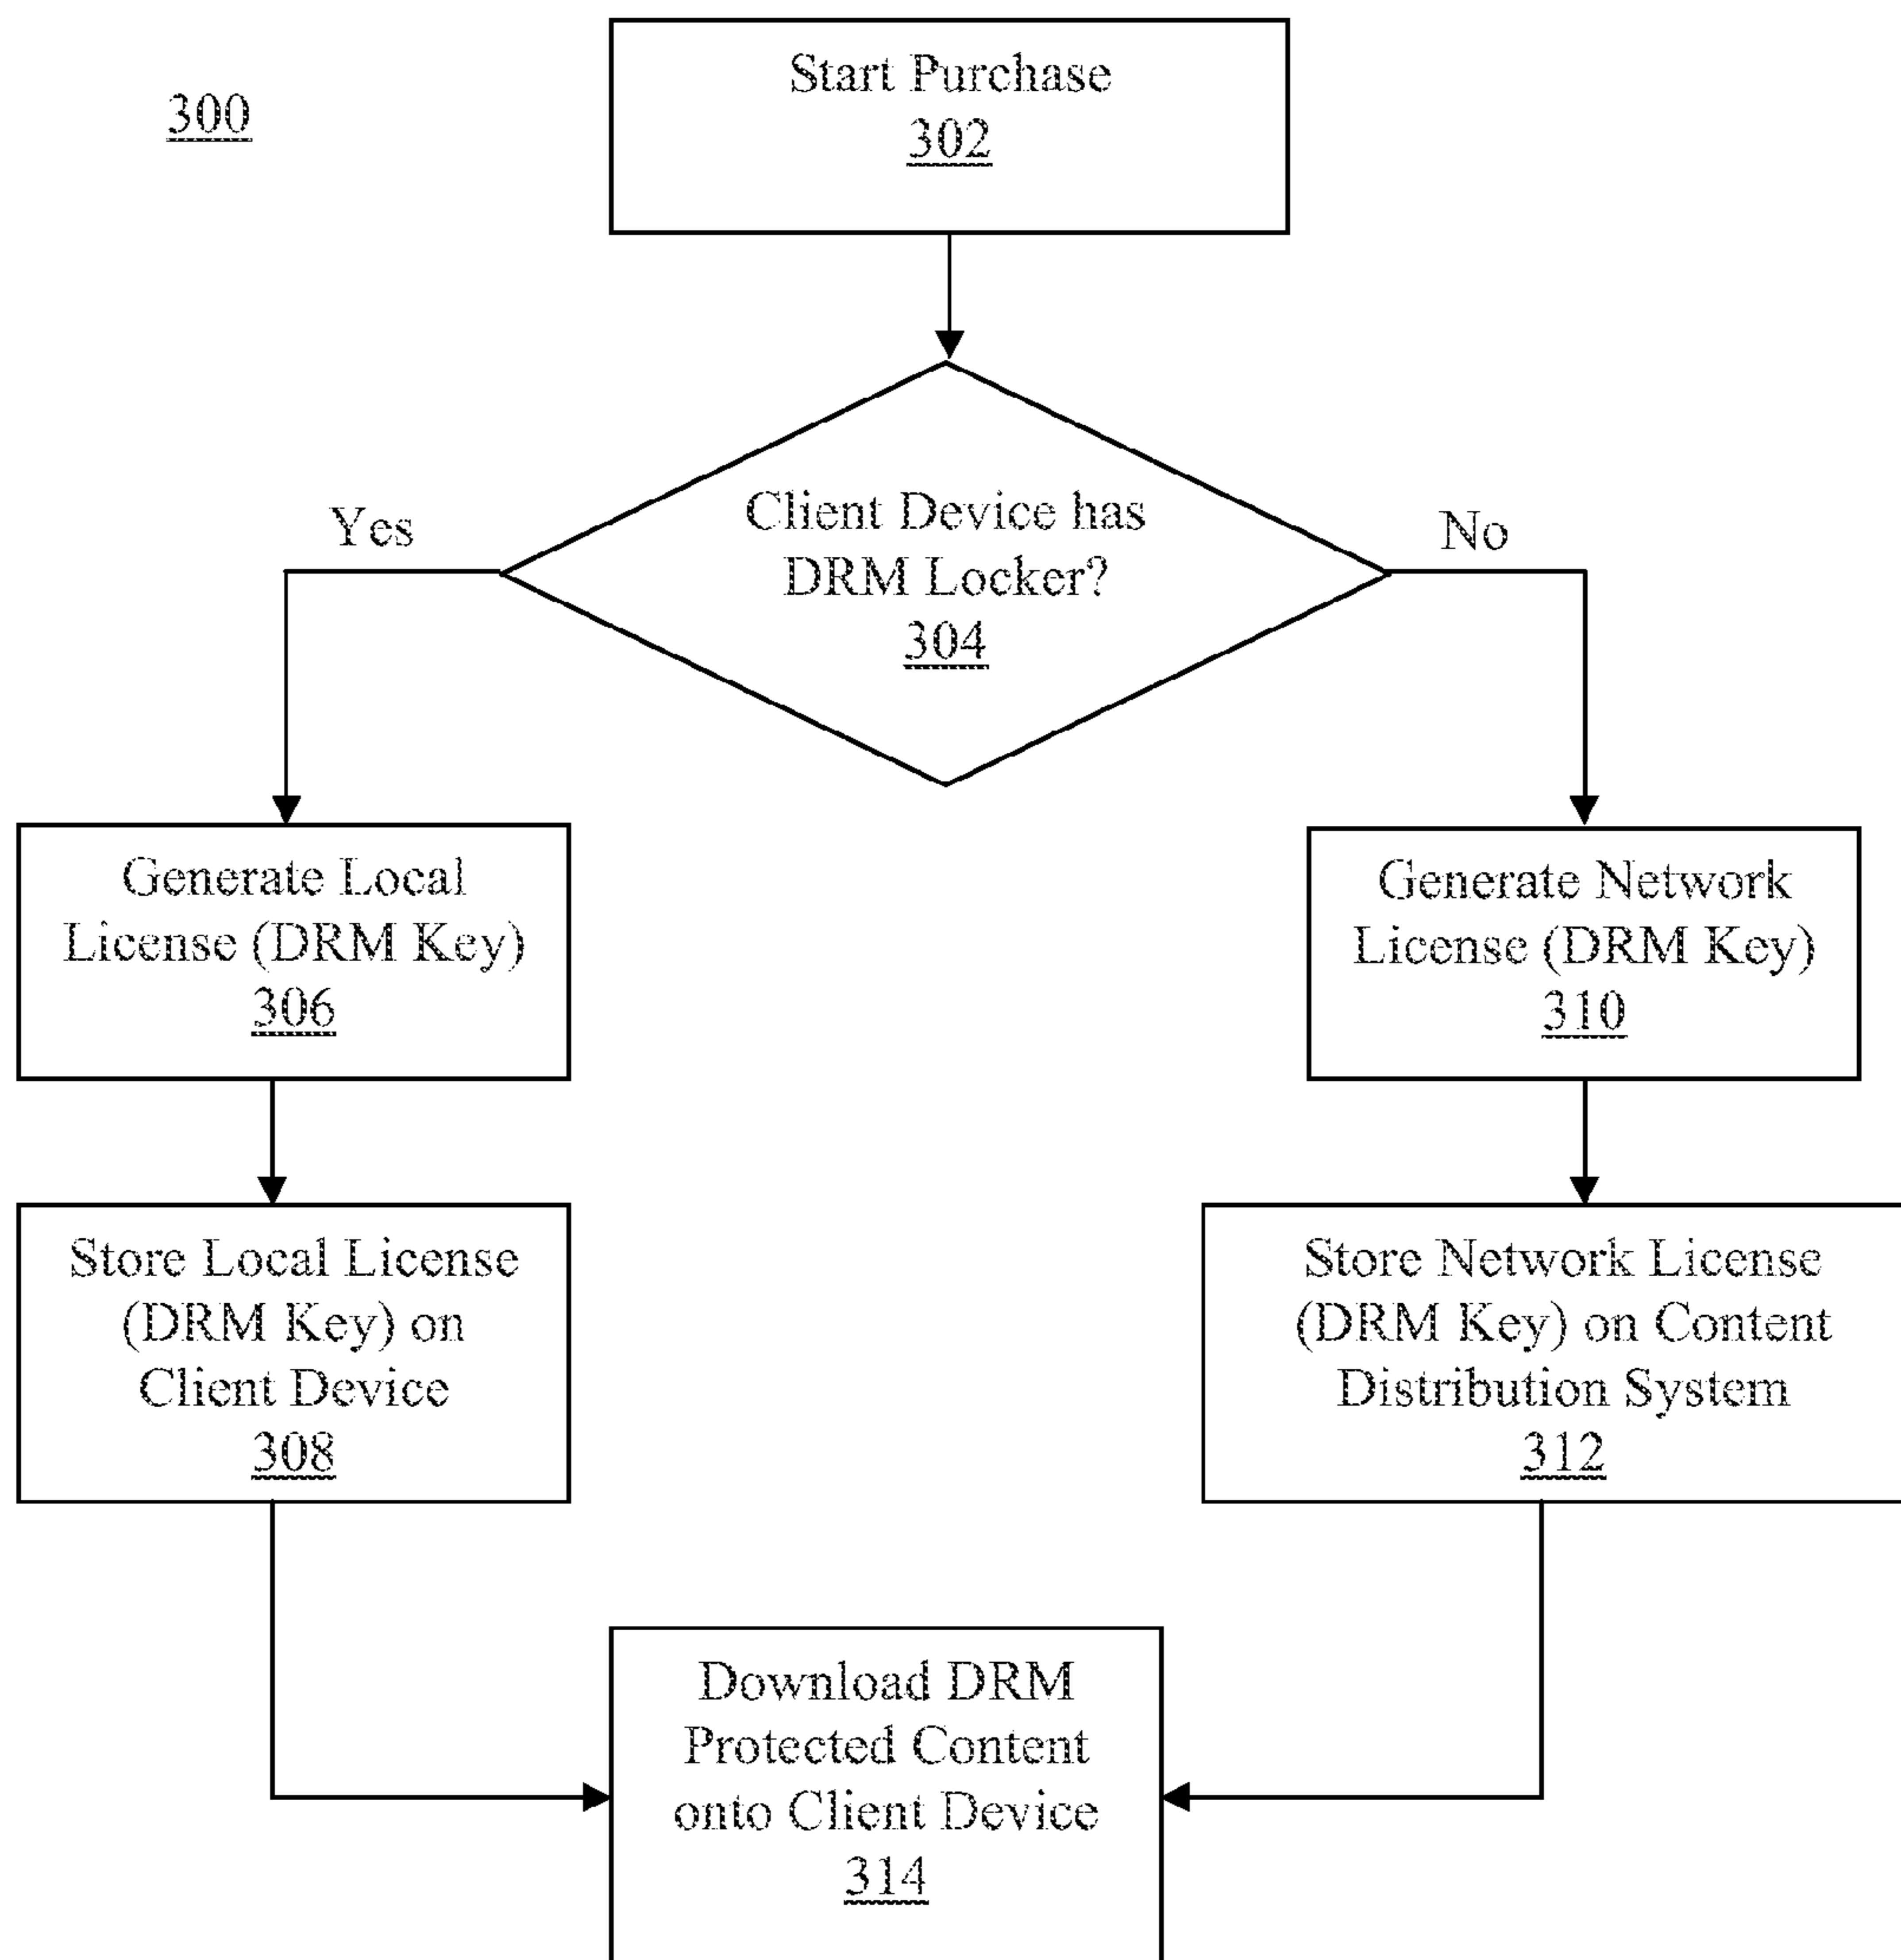 300
Start Purchase
302
Client Device has
DRM Locker?
304
Yes
No
Generate Local
License (DRM Key)
306
Generate Network
License (DRM Key)
310
Store Local License
(DRM Key) on
Client Device
308
Store Network License
(DRM Key) on Content
Distribution System
312
Download DRM
Protected Content
onto Client Device
314